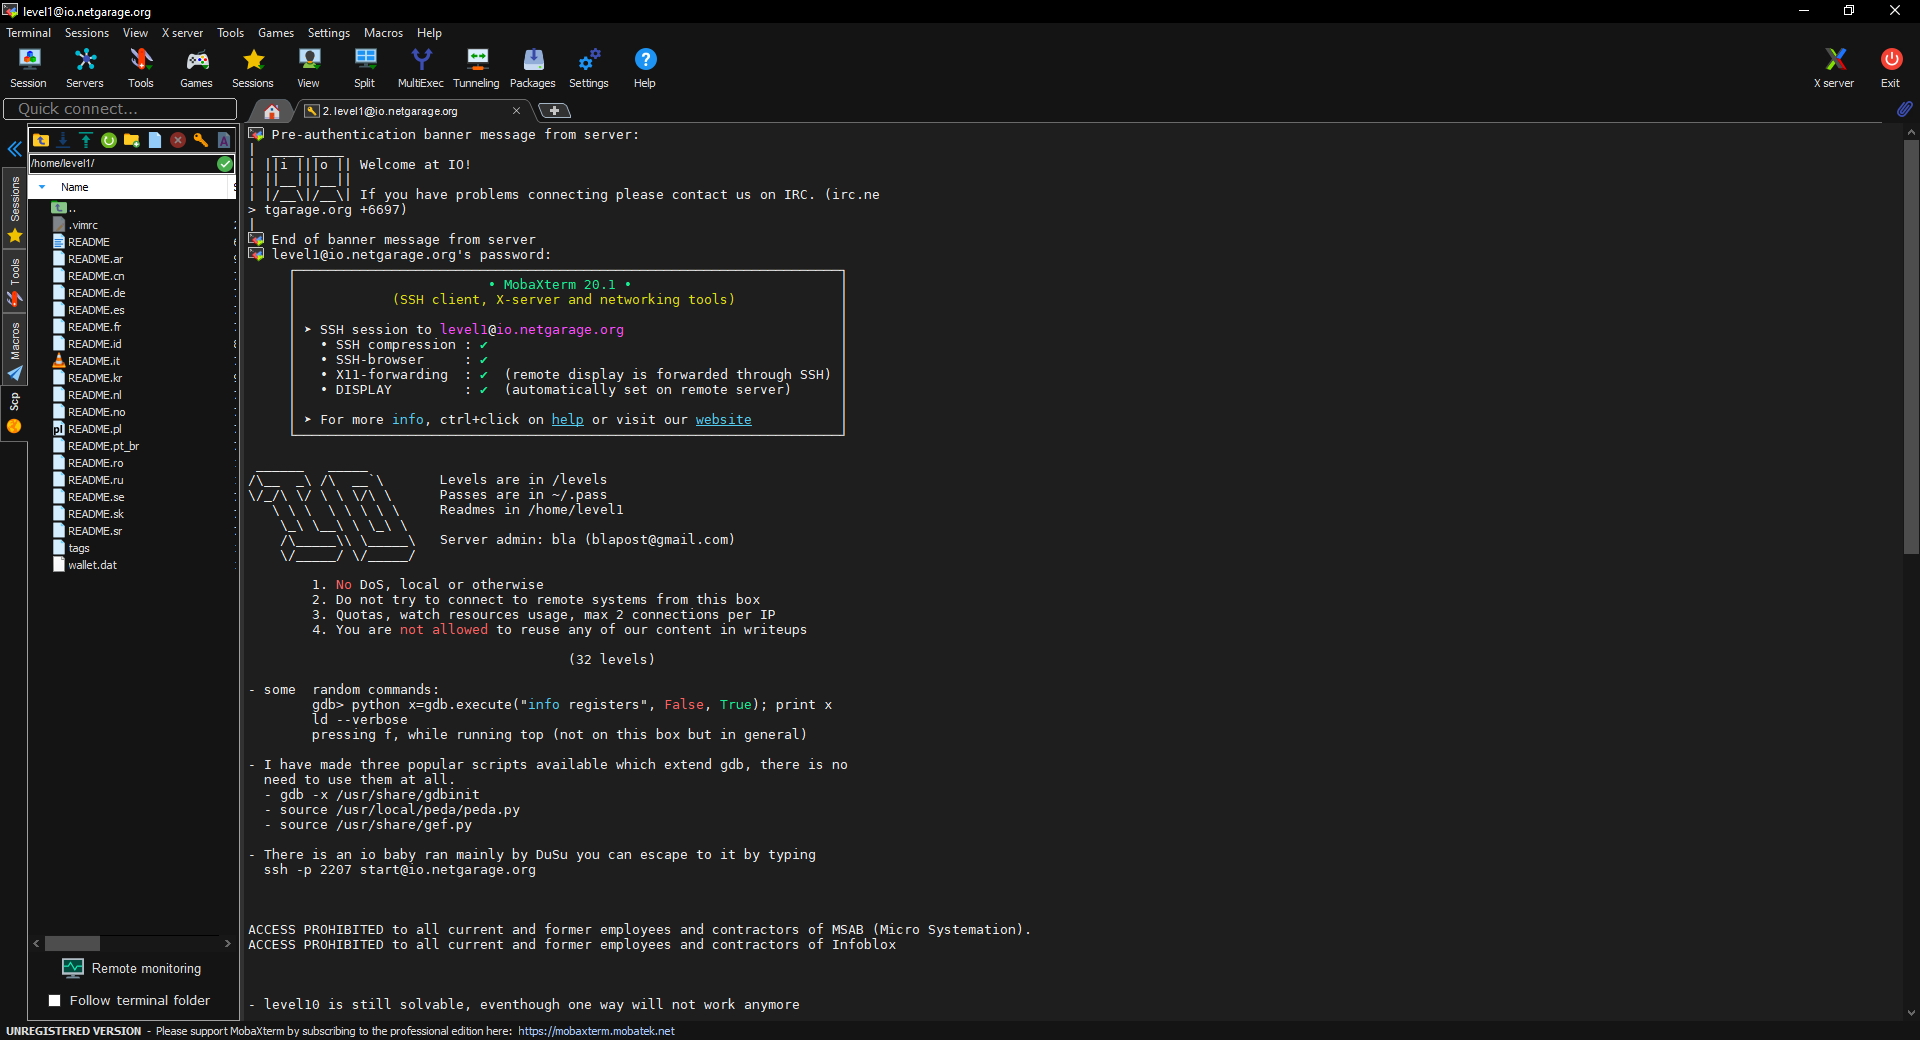 level1@io.netgarage.org
Terminal Sessions View X server Tools Games Settings Macros Help
Session Servers Tools Games Sessions View Split MultiExec Tunneling Packages Settings Help X server Exit
Quick connect...
2. level1@io.netgarage.org
/home/level1/
Name
..
.vimrc
README
README.ar
README.cn
README.de
README.es
README.fr
README.id
README.it
README.kr
README.nl
README.no
README.pl
README.pt_br
README.ro
README.ru
README.se
README.sk
README.sr
tags
wallet.dat
Sessions
Tools
Macros
Scp
Remote monitoring
Follow terminal folder
Pre-authentication banner message from server:
|  ____ ____
| ||i |||o || Welcome at IO!
| ||__|||__||
| |/__\|/__\| If you have problems connecting please contact us on IRC. (irc.ne
> tgarage.org +6697)
|
End of banner message from server
level1@io.netgarage.org's password:
• MobaXterm 20.1 •
(SSH client, X-server and networking tools)
➤ SSH session to level1@io.netgarage.org
• SSH compression : ✔
• SSH-browser     : ✔
• X11-forwarding  : ✔  (remote display is forwarded through SSH)
• DISPLAY         : ✔  (automatically set on remote server)
➤ For more info, ctrl+click on help or visit our website
Levels are in /levels
Passes are in ~/.pass
Readmes in /home/level1
Server admin: bla (blapost@gmail.com)
1. No DoS, local or otherwise
2. Do not try to connect to remote systems from this box
3. Quotas, watch resources usage, max 2 connections per IP
4. You are not allowed to reuse any of our content in writeups
(32 levels)
- some  random commands:
gdb> python x=gdb.execute("info registers", False, True); print x
ld --verbose
pressing f, while running top (not on this box but in general)
- I have made three popular scripts available which extend gdb, there is no
need to use them at all.
- gdb -x /usr/share/gdbinit
- source /usr/local/peda/peda.py
- source /usr/share/gef.py
- There is an io baby ran mainly by DuSu you can escape to it by typing
ssh -p 2207 start@io.netgarage.org
ACCESS PROHIBITED to all current and former employees and contractors of MSAB (Micro Systemation).
ACCESS PROHIBITED to all current and former employees and contractors of Infoblox
- level10 is still solvable, eventhough one way will not work anymore
UNREGISTERED VERSION - Please support MobaXterm by subscribing to the professional edition here: https://mobaxterm.mobatek.net